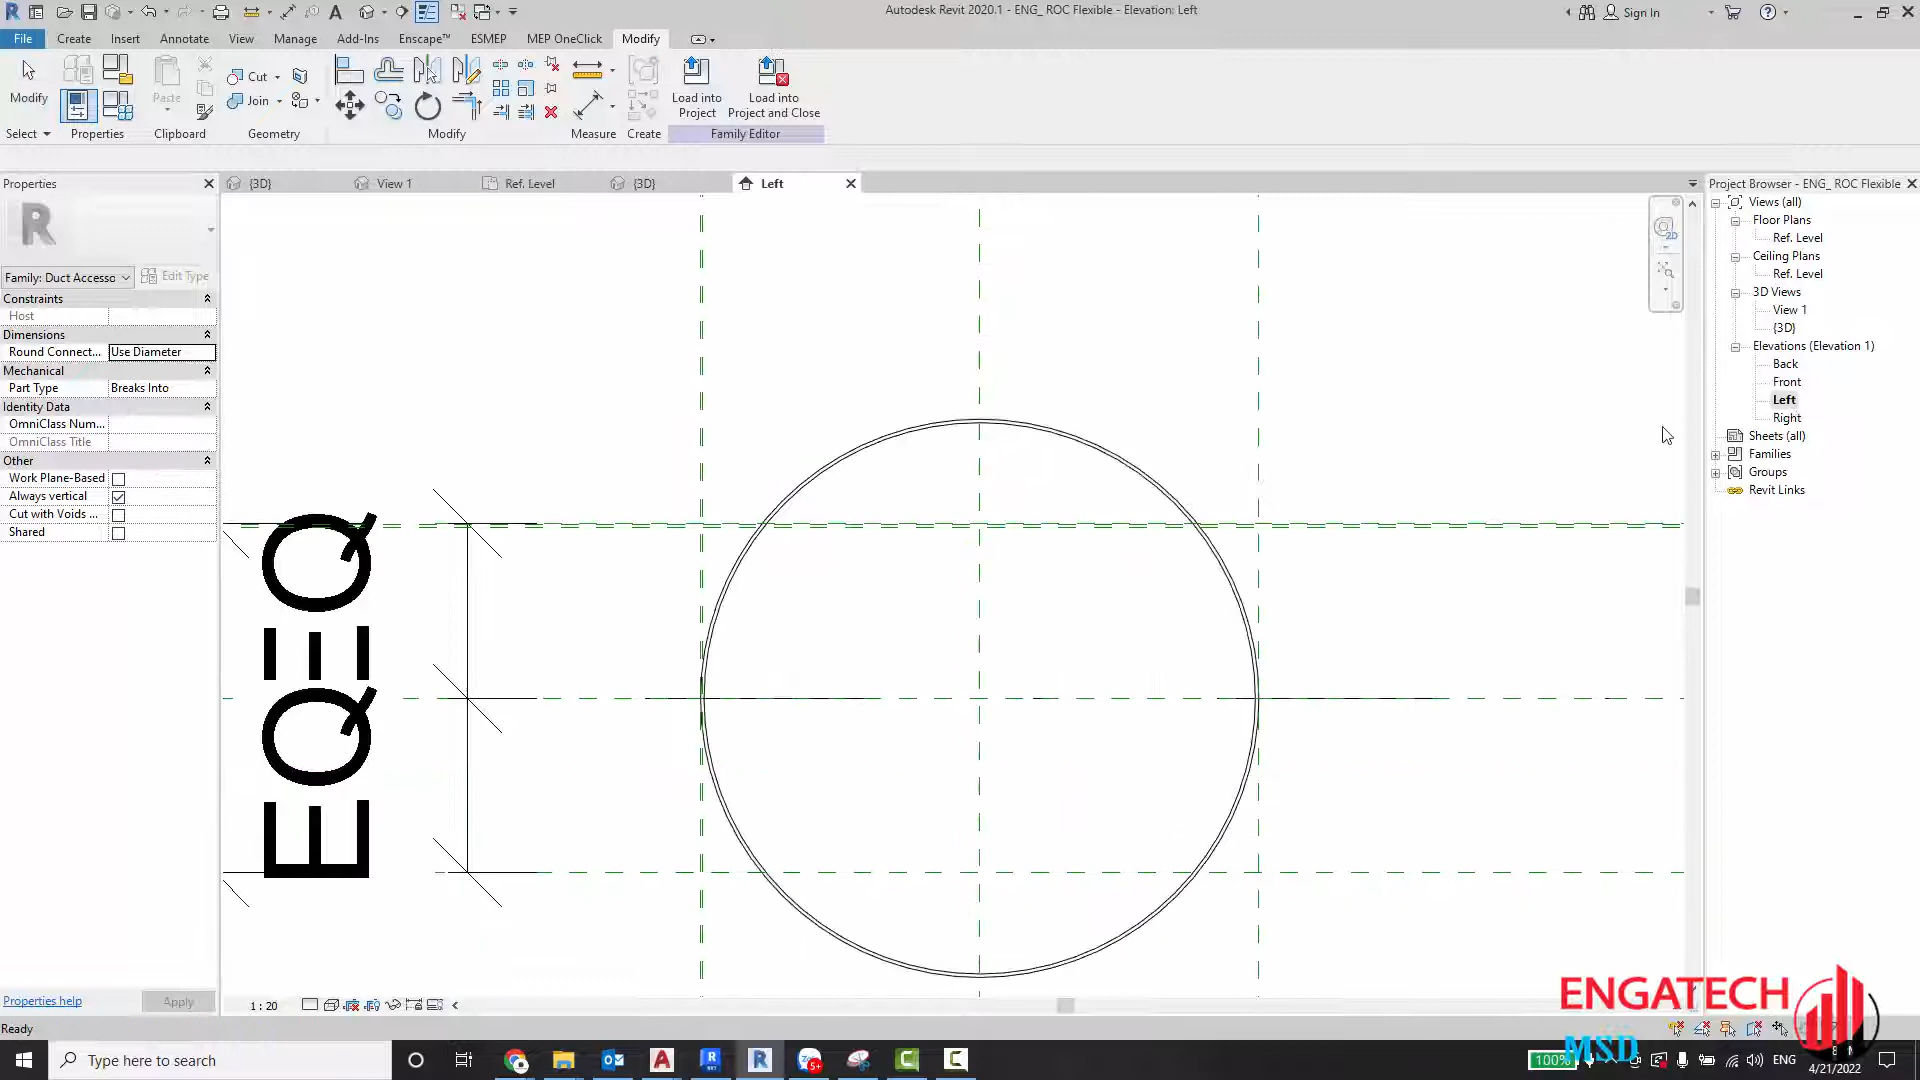 Autodesk Revit 2020.1 - ENG_ ROC Flexible - Elevation: Left
Sign In
File Create Insert Annotate View Manage Add-Ins Enscape™ ESMEP MEP OneClick Modify
Modify
Paste
Cut
Join
Load into Project
Load into Project and Close
Select Properties Clipboard Geometry Modify Measure Create Family Editor
Properties
{3D} View 1 Ref. Level {3D} Left
Project Browser - ENG_ ROC Flexible
Family: Duct Accesso Edit Type
Constraints
Host
Dimensions
Round Connect... Use Diameter
Mechanical
Part Type Breaks Into
Identity Data
OmniClass Num...
OmniClass Title
Other
Work Plane-Based
Always vertical
Cut with Voids ...
Shared
Properties help Apply
EQ
EQ
2D
Views (all)
Floor Plans
Ref. Level
Ceiling Plans
Ref. Level
3D Views
View 1
{3D}
Elevations (Elevation 1)
Back
Front
Left
Right
Sheets (all)
Families
Groups
Revit Links
1 : 20
Ready
ENGATECH
MSD
Type here to search
100%
ENG
4/21/2022